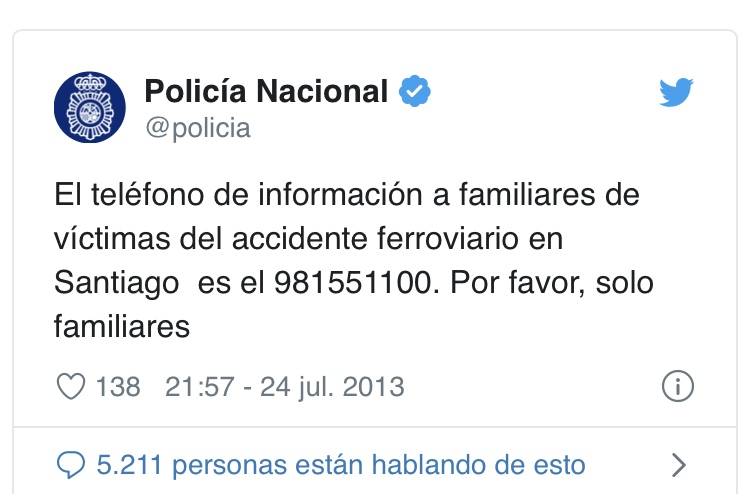 Policía Nacional
@policia
El teléfono de información a familiares de
víctimas del accidente ferroviario en
Santiago  es el 981551100. Por favor, solo
familiares
138 21:57 - 24 jul. 2013
5.211 personas están hablando de esto